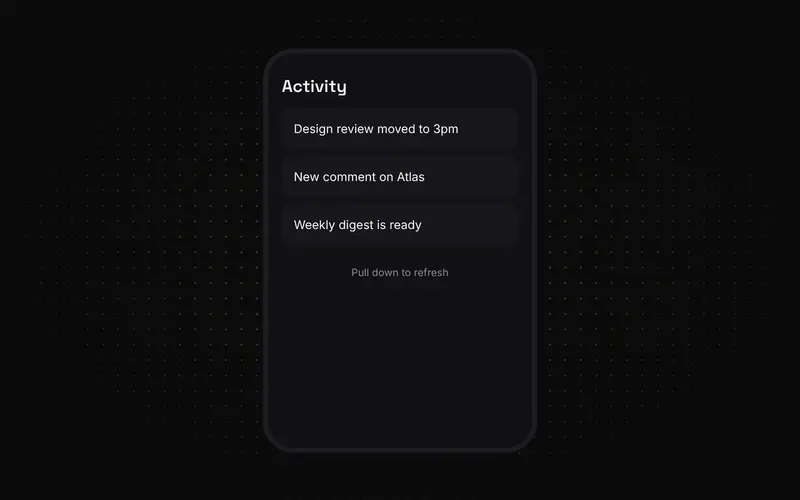 Activity
Design review moved to 3pm
New comment on Atlas
Weekly digest is ready
Pull down to refresh